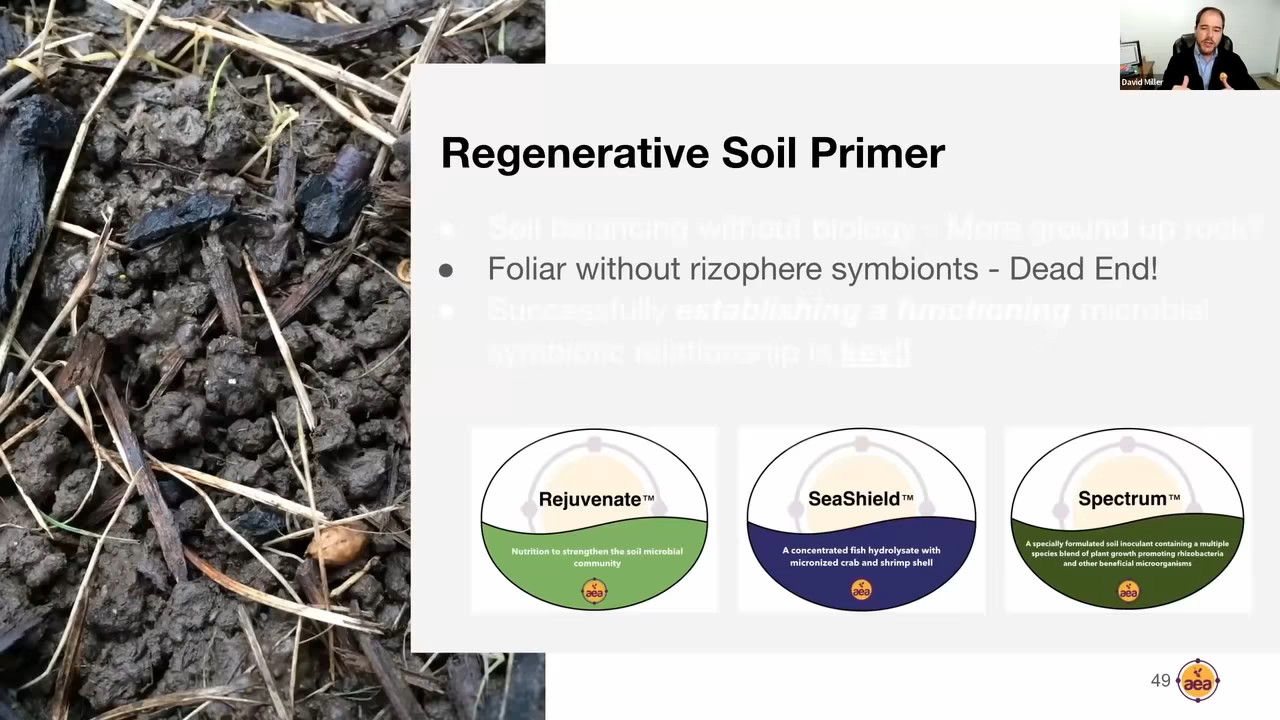 David Miller
Regenerative Soil Primer
● Soil balancing without biology - More ground up rock?
● Foliar without rizophere symbionts - Dead End!
● Successfully establishing a functioning microbial
symbiotic relationship is key!!
Rejuvenate™
Nutrition to strengthen the soil microbial
community
aea
SeaShield™
A concentrated fish hydrolysate with
micronized crab and shrimp shell
aea
Spectrum™
A specially formulated soil inoculant containing a multiple
species blend of plant growth promoting rhizobacteria
and other beneficial microorganisms
aea
49
aea